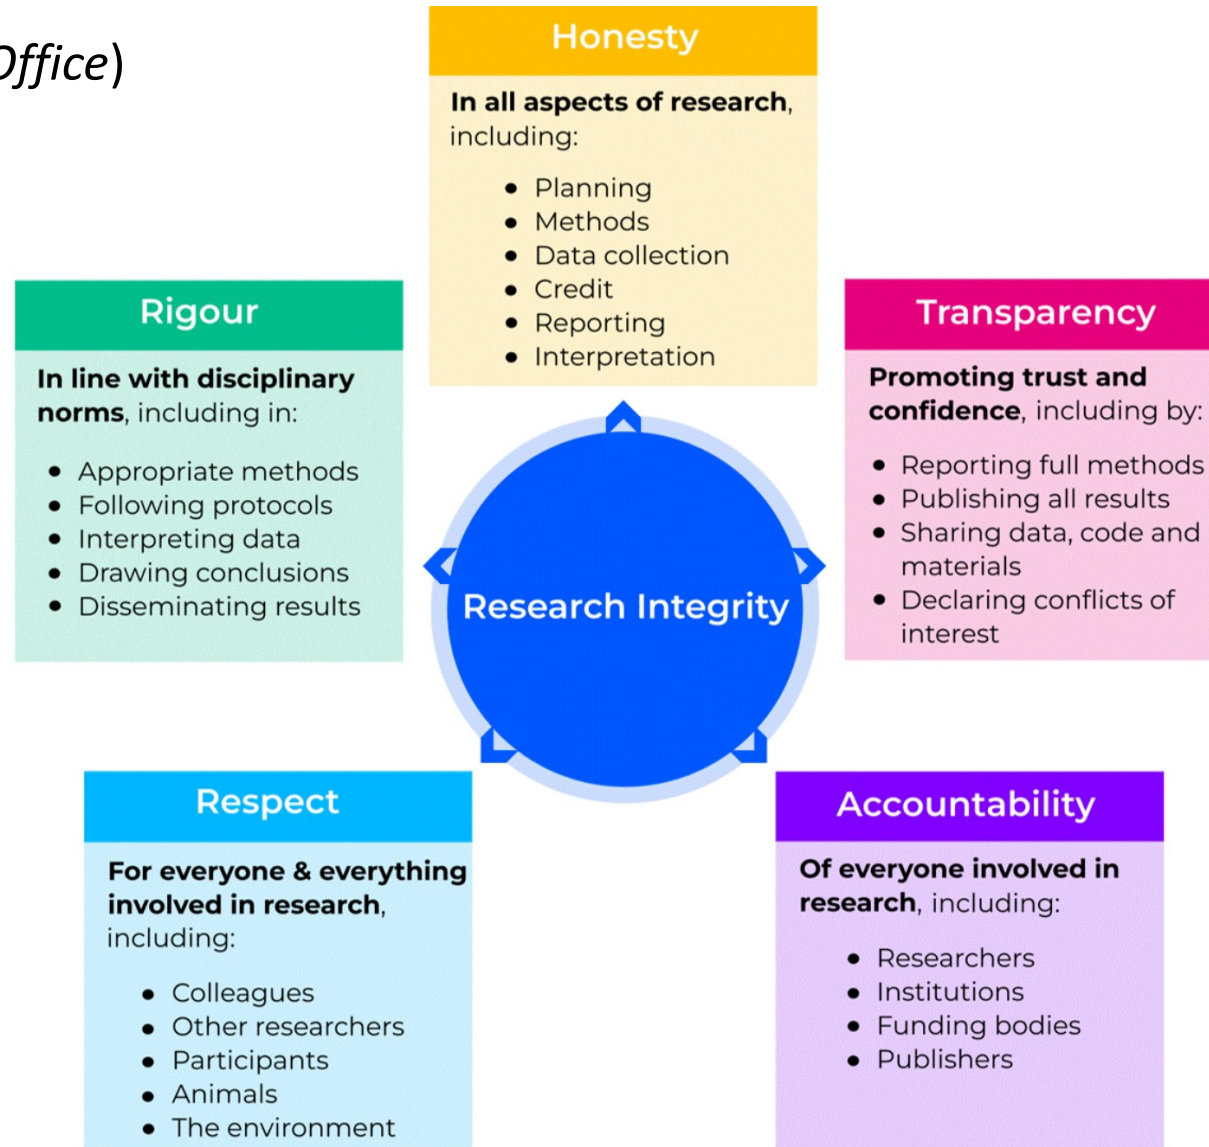 Office)
Honesty
In all aspects of research,
including:
• Planning
• Methods
• Data collection
• Credit
• Reporting
• Interpretation
Rigour
In line with disciplinary
norms, including in:
• Appropriate methods
• Following protocols
• Interpreting data
• Drawing conclusions
• Disseminating results
Transparency
Promoting trust and
confidence, including by:
• Reporting full methods
• Publishing all results
• Sharing data, code and
materials
• Declaring conflicts of
interest
Research Integrity
Respect
For everyone & everything
involved in research,
including:
• Colleagues
• Other researchers
• Participants
• Animals
• The environment
Accountability
Of everyone involved in
research, including:
• Researchers
• Institutions
• Funding bodies
• Publishers